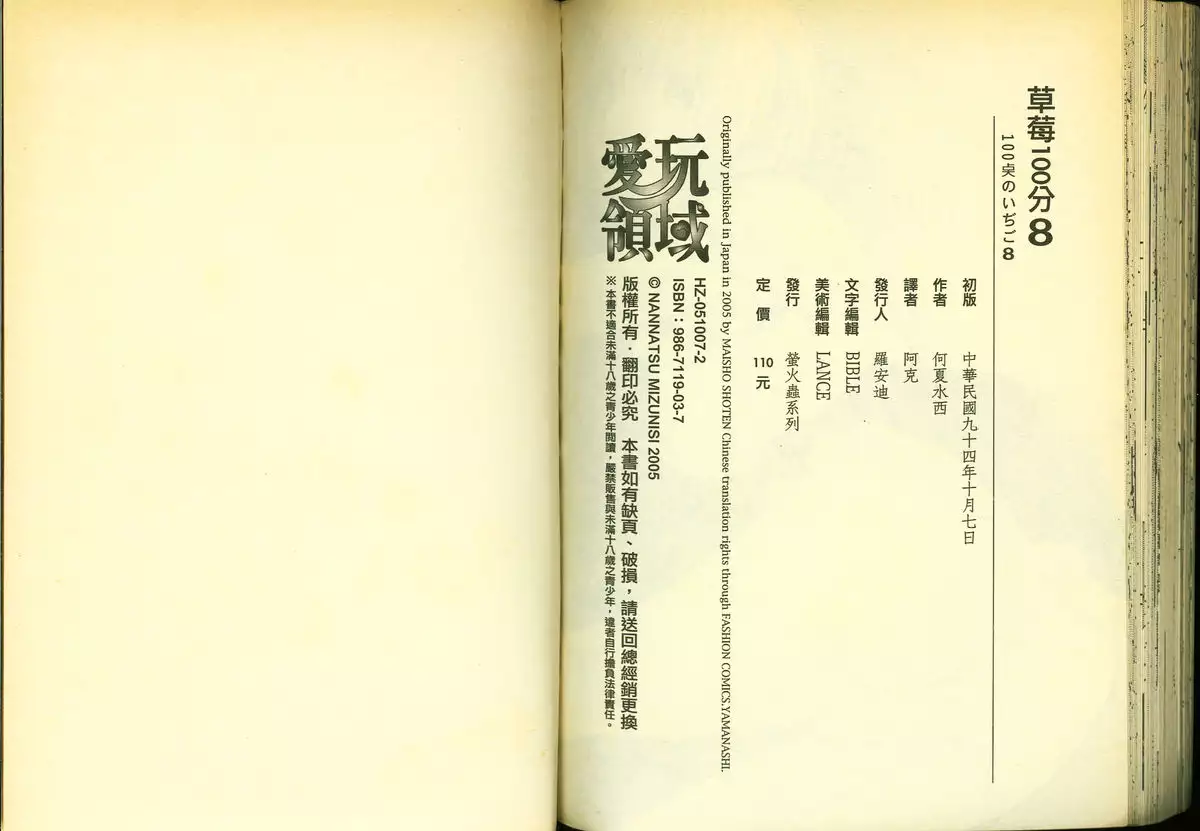 草莓100分8
100点のいちご8
初版 中華民國九十四年十月七日
作者 何夏水西
譯者 阿克
發行人 羅安迪
文字編輯 BIBLE
美術編輯 LANCE
發行 螢火蟲系列
定價 110元
Originally published in Japan in 2005 by MAISHO SHOTEN Chinese translation rights through FASHION COMICS,YAMANASHI.
玩愛領域
HZ-051007-2
ISBN：986-7119-03-7
© NANNATSU MIZUNISI 2005
版權所有．翻印必究 本書如有缺頁、破損，請送回總經銷更換
※本書不適合未滿十八歲之青少年閱讀，嚴禁販售與未滿十八歲之青少年，違者自行擔負法律責任。